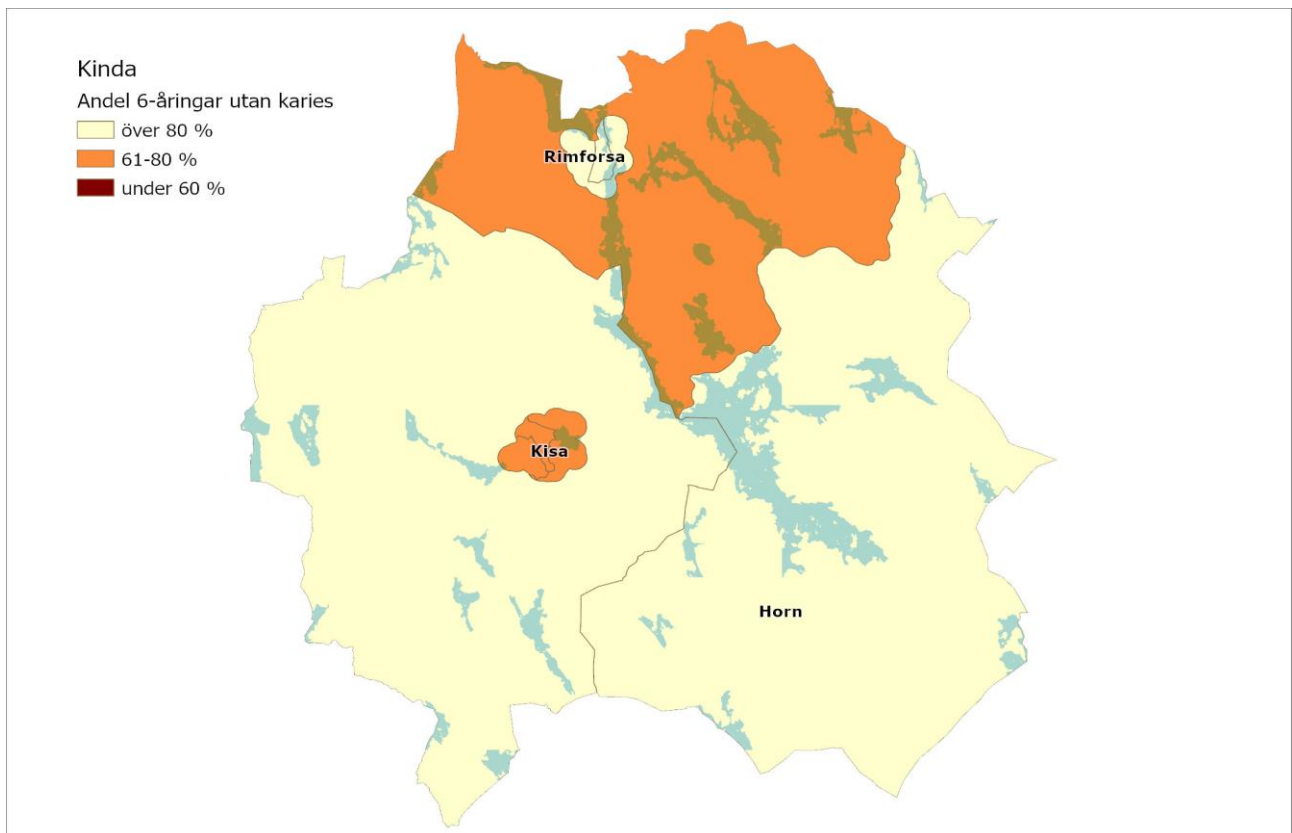 Kinda
Andel 6-åringar utan karies
över 80 %
61-80 %
under 60 %
Rimforsa
Kisa
Horn